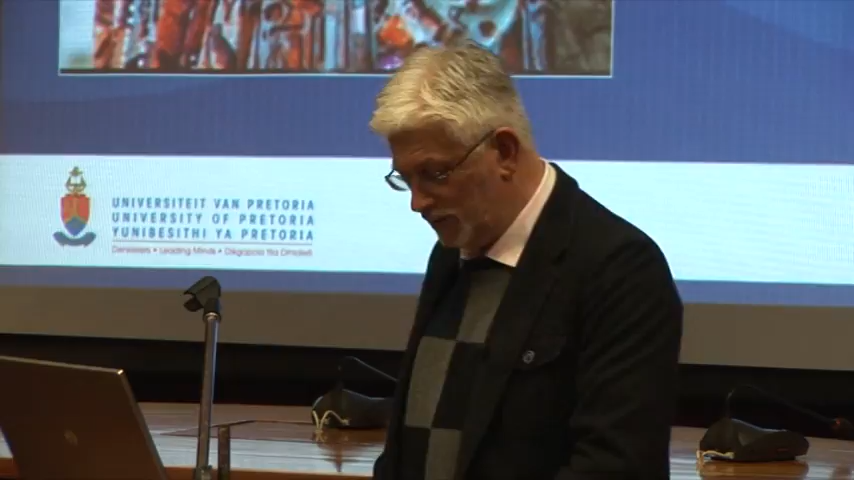 UNIVERSITEIT VAN PRETORIA
UNIVERSITY OF PRETORIA
YUNIBESITHI YA PRETORIA
Denkleiers • Leading Minds • Dikgopolo Tša Dihlalefi